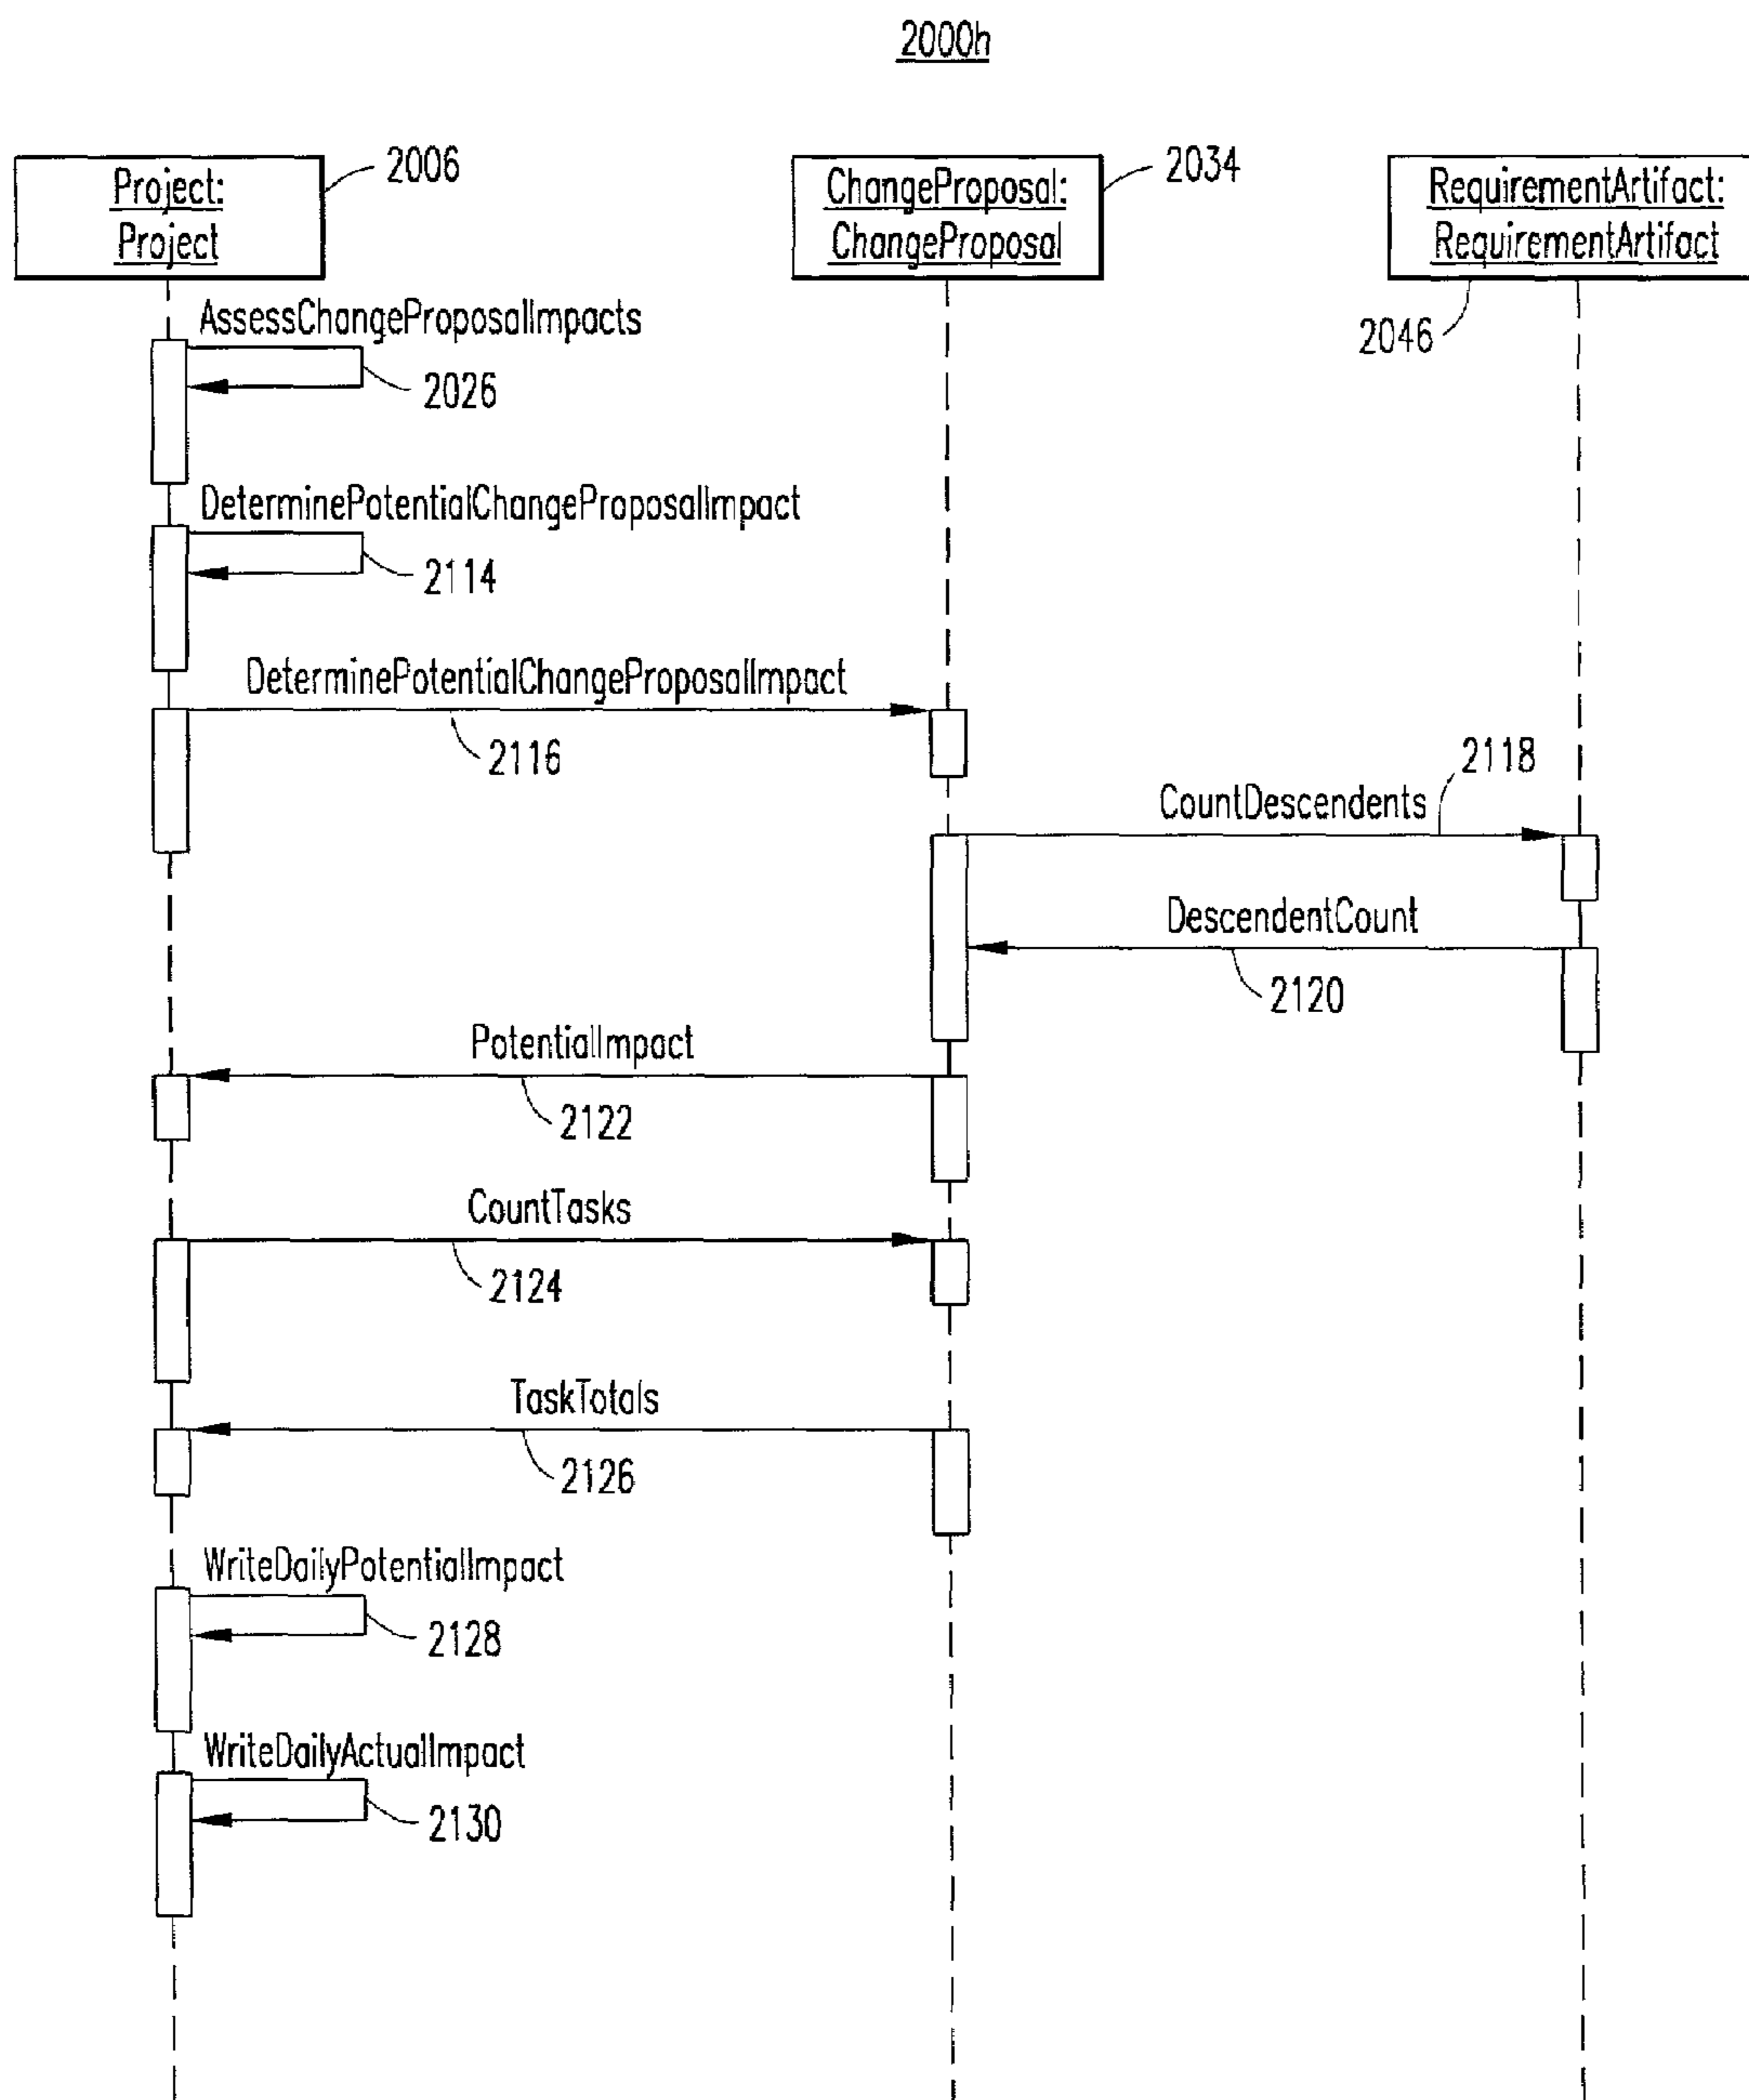 2000h
Project:
Project
2006
ChangeProposal:
ChangeProposal
2034
RequirementArtifact:
RequirementArtifact
2046
AssessChangeProposalImpacts
2026
DeterminePotentialChangeProposalImpact
2114
DeterminePotentialChangeProposalImpact
2116
2118
CountDescendents
DescendentCount
2120
PotentialImpact
2122
CountTasks
2124
TaskTotals
2126
WriteDailyPotentialImpact
2128
WriteDailyActualImpact
2130